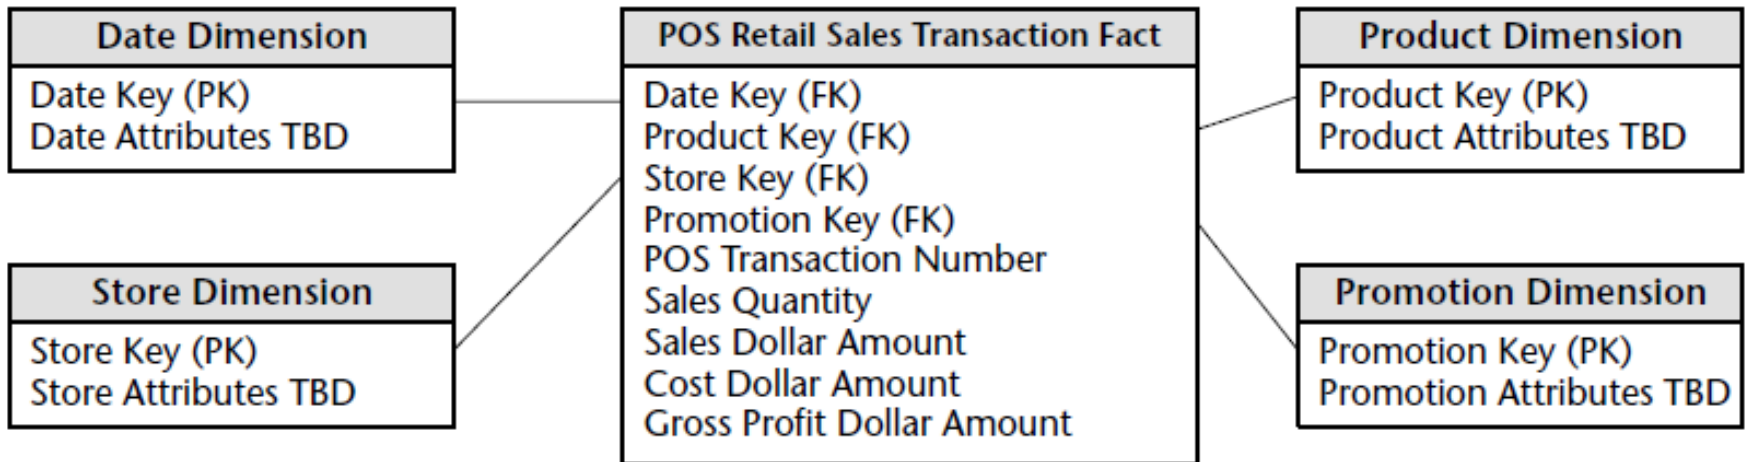 Date Dimension
Date Key (PK)
Date Attributes TBD
Store Dimension
Store Key (PK)
Store Attributes TBD
POS Retail Sales Transaction Fact
Date Key (FK)
Product Key (FK)
Store Key (FK)
Promotion Key (FK)
POS Transaction Number
Sales Quantity
Sales Dollar Amount
Cost Dollar Amount
Gross Profit Dollar Amount
Product Dimension
Product Key (PK)
Product Attributes TBD
Promotion Dimension
Promotion Key (PK)
Promotion Attributes TBD